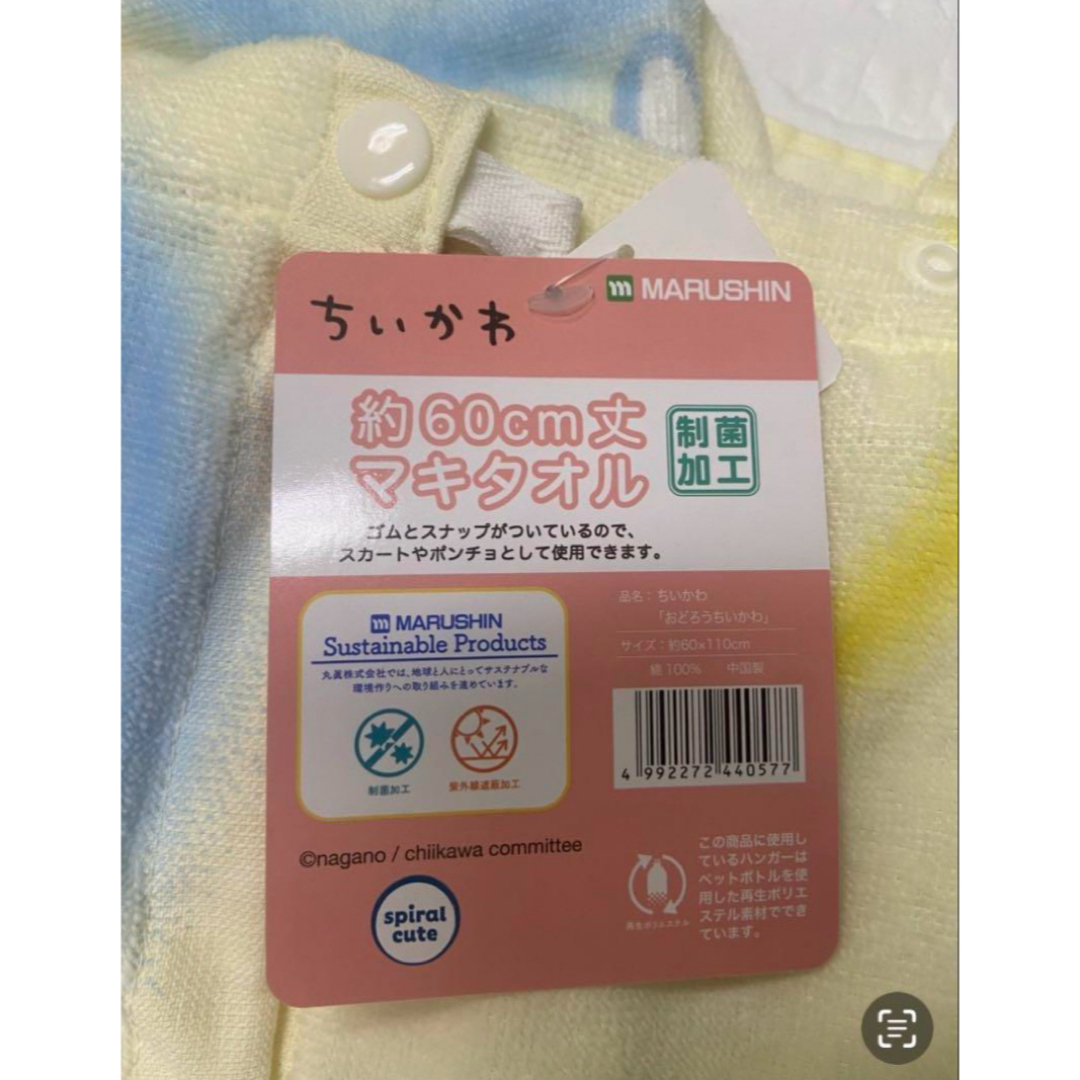 ちいかわ
MARUSHIN
約60cm丈
マキタオル
制菌
加工
ゴムとスナップがついているので、
スカートやポンチョとして使用できます。
MARUSHIN
Sustainable Products
丸眞株式会社では、地球と人にとってサステナブルな
環境作りへの取り組みを進めています。
制菌加工
紫外線遮蔽加工
品名:ちいかわ
「おどろうちいかわ」
サイズ:約60×110cm
綿100% 中国製
4 992272 440577
©nagano / chiikawa committee
spiral
cute
再生ポリエステル
この商品に使用し
ているハンガーは
ペットボトルを使
用した再生ポリエ
ステル素材ででき
ています。